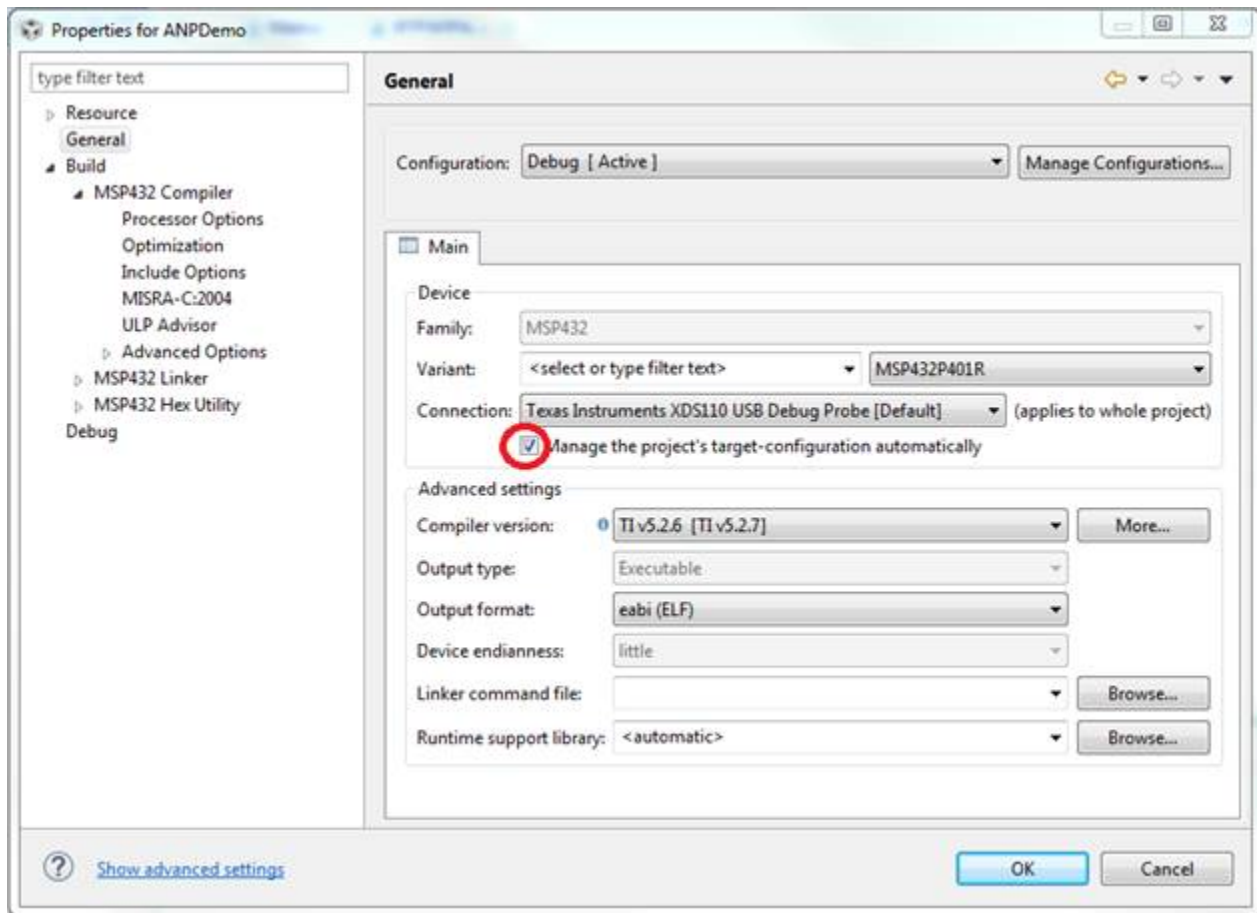 Properties for ANPDemo
type filter text
Resource
General
Build
MSP432 Compiler
Processor Options
Optimization
Include Options
MISRA-C:2004
ULP Advisor
Advanced Options
MSP432 Linker
MSP432 Hex Utility
Debug
General
Configuration: Debug [ Active ] Manage Configurations...
Main
Device
Family: MSP432
Variant: <select or type filter text> MSP432P401R
Connection: Texas Instruments XDS110 USB Debug Probe [Default] (applies to whole project)
Manage the project's target-configuration automatically
Advanced settings
Compiler version: TI v5.2.6 [TI v5.2.7] More...
Output type: Executable
Output format: eabi (ELF)
Device endianness: little
Linker command file: Browse...
Runtime support library: <automatic> Browse...
Show advanced settings OK Cancel